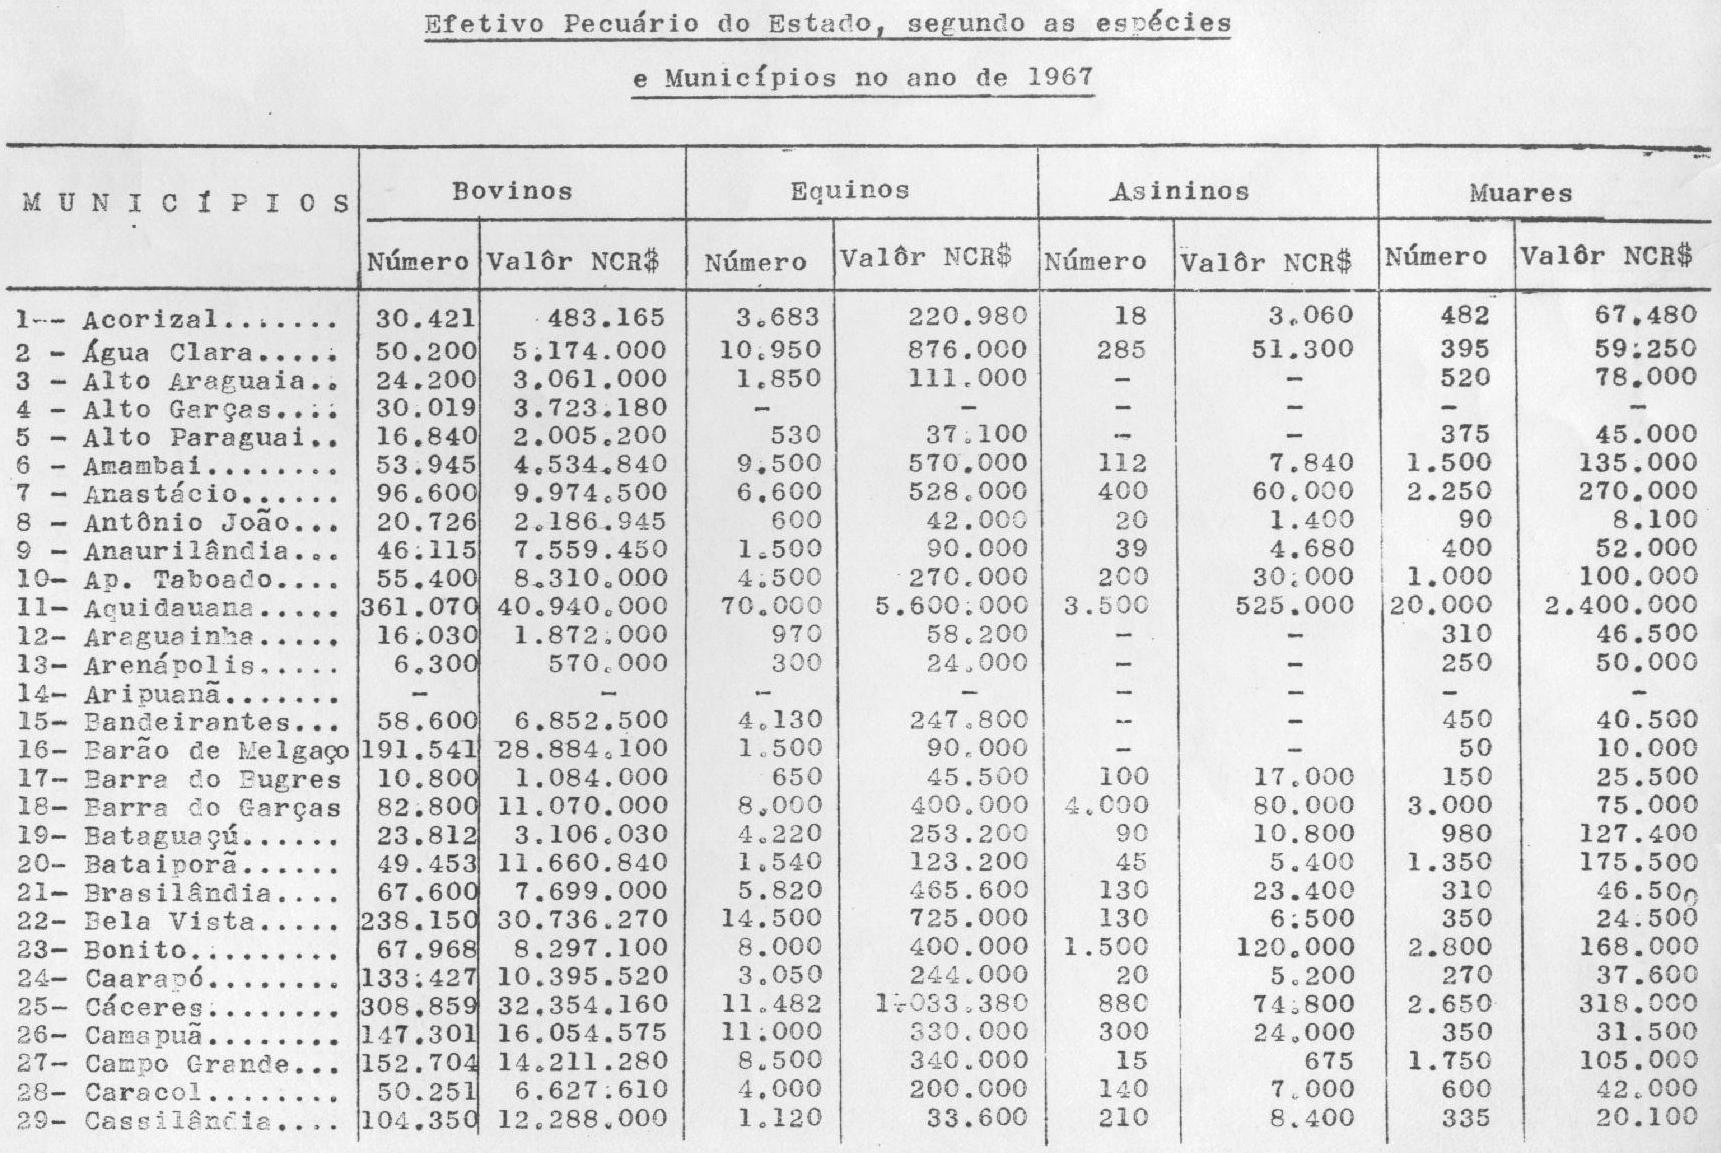 Efetivo Pecuário do Estado, segundo as espécies
e Municípios no ano de 1967
MUNICÍPIOS Bovinos Equinos Asininos Muares
Número Valôr NCR$ Número Valôr NCR$ Número Valôr NCR$ Número Valôr NCR$
1-- Acorizal....... 30.421 483.165 3.683 220.980 18 3.060 482 67.480
2 - Água Clara..... 50.200 5.174.000 10.950 876.000 285 51.300 395 59.250
3 - Alto Araguaia.. 24.200 3.061.000 1.850 111.000 - - 520 78.000
4 - Alto Garças.... 30.019 3.723.180 - - - - - -
5 - Alto Paraguai.. 16.840 2.005.200 530 37.100 - - 375 45.000
6 - Amambai........ 53.945 4.534.840 9.500 570.000 112 7.840 1.500 135.000
7 - Anastácio...... 96.600 9.974.500 6.600 528.000 400 60.000 2.250 270.000
8 - Antônio João... 20.726 2.186.945 600 42.000 20 1.400 90 8.100
9 - Anaurilândia... 46.115 7.559.450 1.500 90.000 39 4.680 400 52.000
10- Ap. Taboado.... 55.400 8.310.000 4.500 270.000 200 30.000 1.000 100.000
11- Aquidauana..... 361.070 40.940.000 70.000 5.600.000 3.500 525.000 20.000 2.400.000
12- Araguainha..... 16.030 1.872.000 970 58.200 - - 310 46.500
13- Arenápolis..... 6.300 570.000 300 24.000 - - 250 50.000
14- Aripuanã....... - - - - - - - -
15- Bandeirantes... 58.600 6.852.500 4.130 247.800 -- - 450 40.500
16- Barão de Melgaço 191.541 28.884.100 1.500 90.000 - - 50 10.000
17- Barra do Bugres 10.800 1.084.000 650 45.500 100 17.000 150 25.500
18- Barra do Garças 82.800 11.070.000 8.000 400.000 4.000 80.000 3.000 75.000
19- Bataguaçú...... 23.812 3.106.030 4.220 253.200 90 10.800 980 127.400
20- Bataiporã...... 49.453 11.660.840 1.540 123.200 45 5.400 1.350 175.500
21- Brasilândia.... 67.600 7.699.000 5.820 465.600 130 23.400 310 46.500
22- Bela Vista..... 238.150 30.736.270 14.500 725.000 130 6.500 350 24.500
23- Bonito......... 67.968 8.297.100 8.000 400.000 1.500 120.000 2.800 168.000
24- Caarapó........ 133.427 10.395.520 3.050 244.000 20 5.200 270 37.600
25- Cáceres........ 308.859 32.354.160 11.482 1.033.380 880 74.800 2.650 318.000
26- Camapuã........ 147.301 16.054.575 11.000 330.000 300 24.000 350 31.500
27- Campo Grande... 152.704 14.211.280 8.500 340.000 15 675 1.750 105.000
28- Caracol........ 50.251 6.627.610 4.000 200.000 140 7.000 600 42.000
29- Cassilândia.... 104.350 12.288.000 1.120 33.600 210 8.400 335 20.100